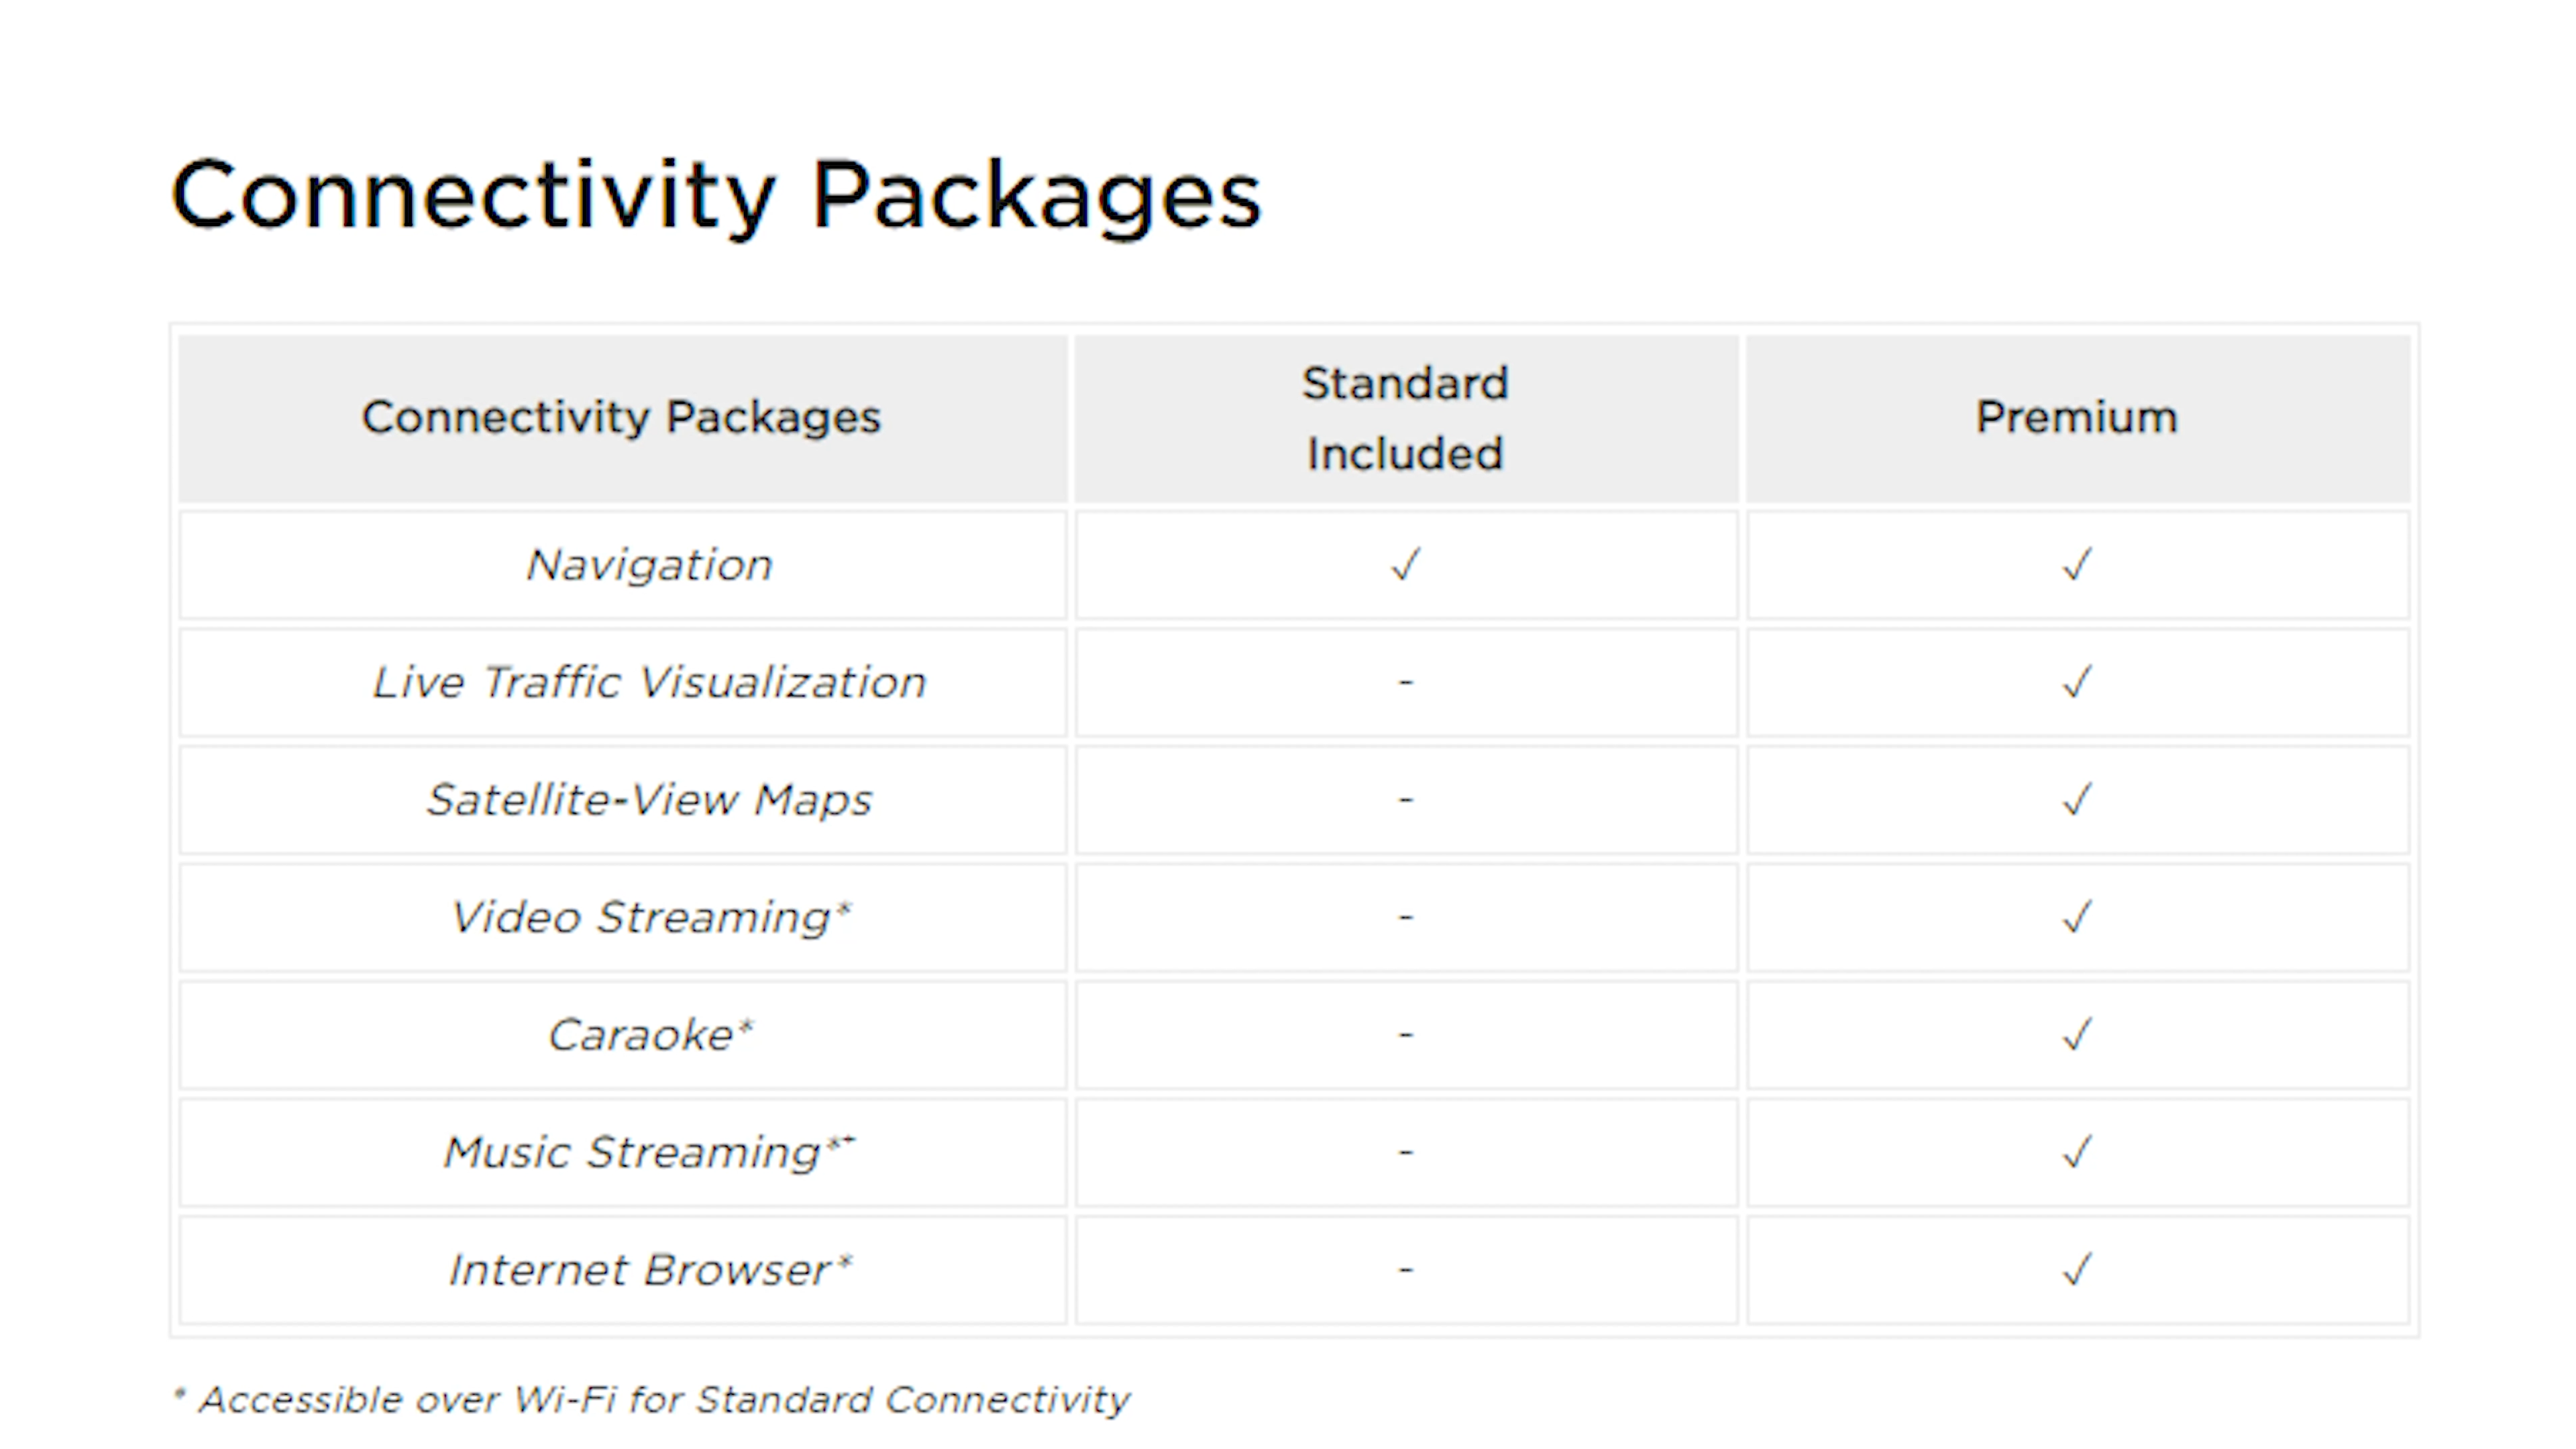 Connectivity Packages
Connectivity Packages Standard Included Premium
Navigation ✓ ✓
Live Traffic Visualization - ✓
Satellite-View Maps - ✓
Video Streaming* - ✓
Caraoke* - ✓
Music Streaming*⁺ - ✓
Internet Browser* - ✓
* Accessible over Wi-Fi for Standard Connectivity